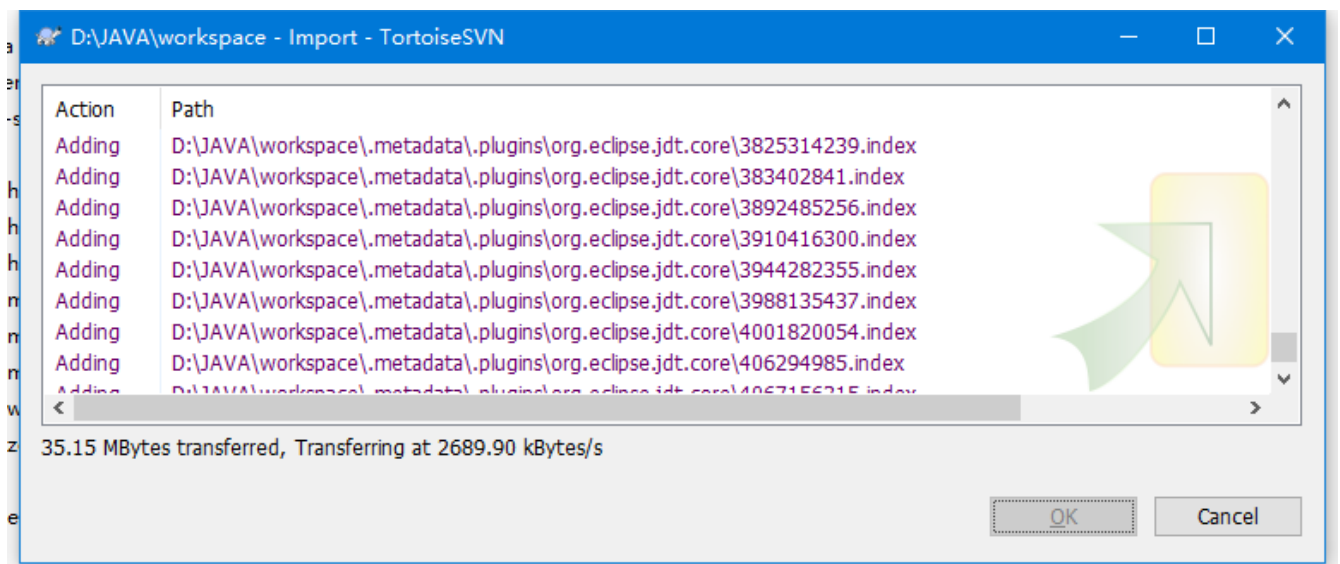 D:\JAVA\workspace - Import - TortoiseSVN
Action Path
Adding D:\JAVA\workspace\.metadata\.plugins\org.eclipse.jdt.core\3825314239.index
Adding D:\JAVA\workspace\.metadata\.plugins\org.eclipse.jdt.core\383402841.index
Adding D:\JAVA\workspace\.metadata\.plugins\org.eclipse.jdt.core\3892485256.index
Adding D:\JAVA\workspace\.metadata\.plugins\org.eclipse.jdt.core\3910416300.index
Adding D:\JAVA\workspace\.metadata\.plugins\org.eclipse.jdt.core\3944282355.index
Adding D:\JAVA\workspace\.metadata\.plugins\org.eclipse.jdt.core\3988135437.index
Adding D:\JAVA\workspace\.metadata\.plugins\org.eclipse.jdt.core\4001820054.index
Adding D:\JAVA\workspace\.metadata\.plugins\org.eclipse.jdt.core\406294985.index
Adding
35.15 MBytes transferred, Transferring at 2689.90 kBytes/s
OK Cancel